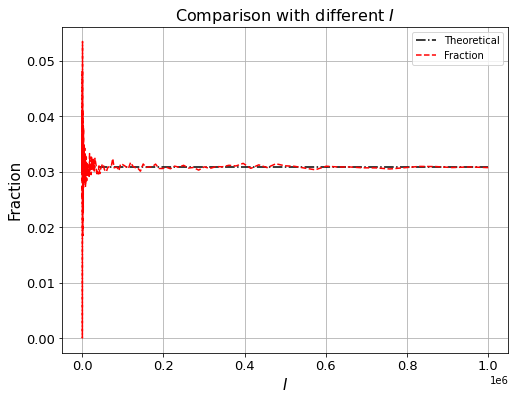 Comparison with different I
Theoretical
Fraction
0.05
0.04
0.03
0.02
0.01
0.00
Fraction
0.0 0.2 0.4 0.6 0.8 1.0
1e6
I